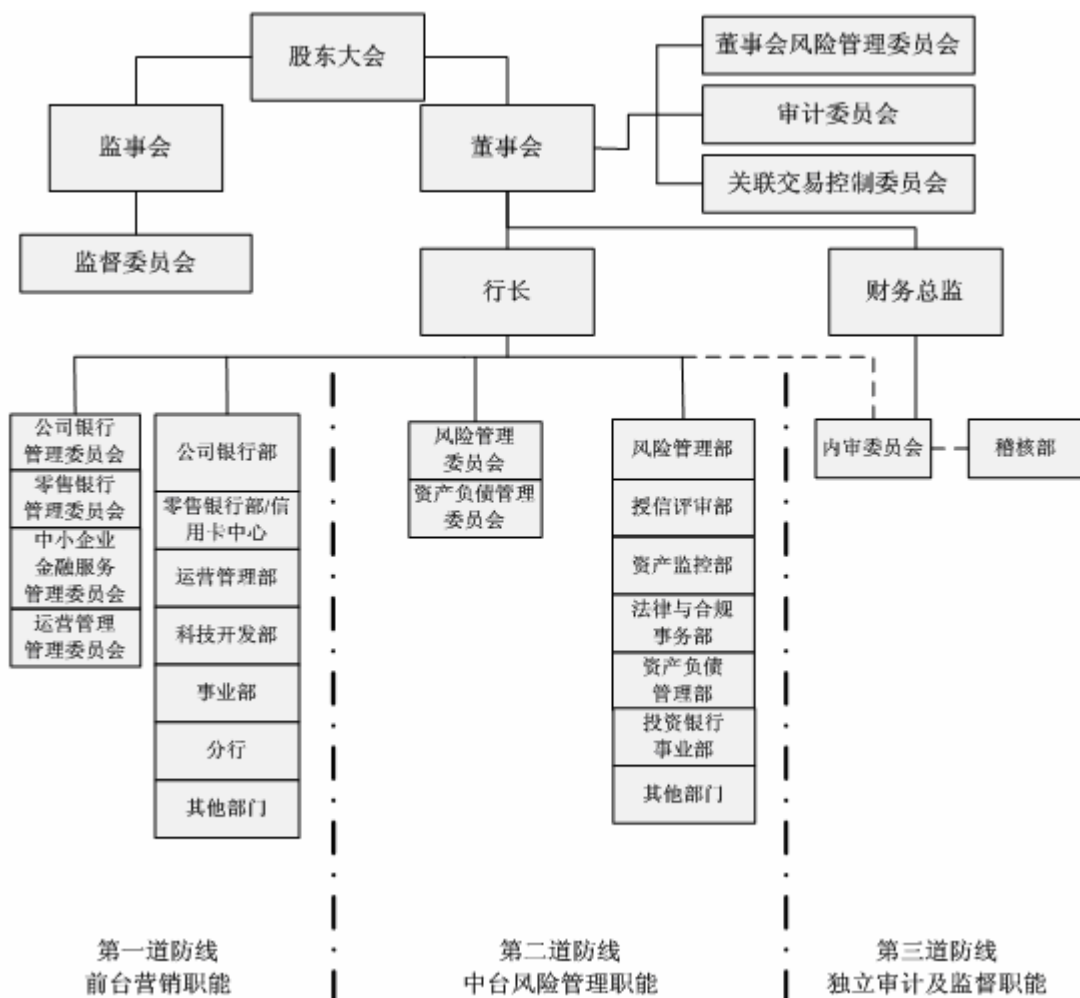 股东大会
董事会风险管理委员会
审计委员会
关联交易控制委员会
监事会
董事会
监督委员会
行长
财务总监
公司银行
管理委员会
零售银行
管理委员会
中小企业
金融服务
管理委员会
运营管理
管理委员会
公司银行部
零售银行部/信
用卡中心
运营管理部
科技开发部
事业部
分行
其他部门
风险管理
委员会
资产负债管理
委员会
风险管理部
授信评审部
资产监控部
法律与合规
事务部
资产负债
管理部
投资银行
事业部
其他部门
内审委员会
稽核部
第一道防线
前台营销职能
第二道防线
中台风险管理职能
第三道防线
独立审计及监督职能